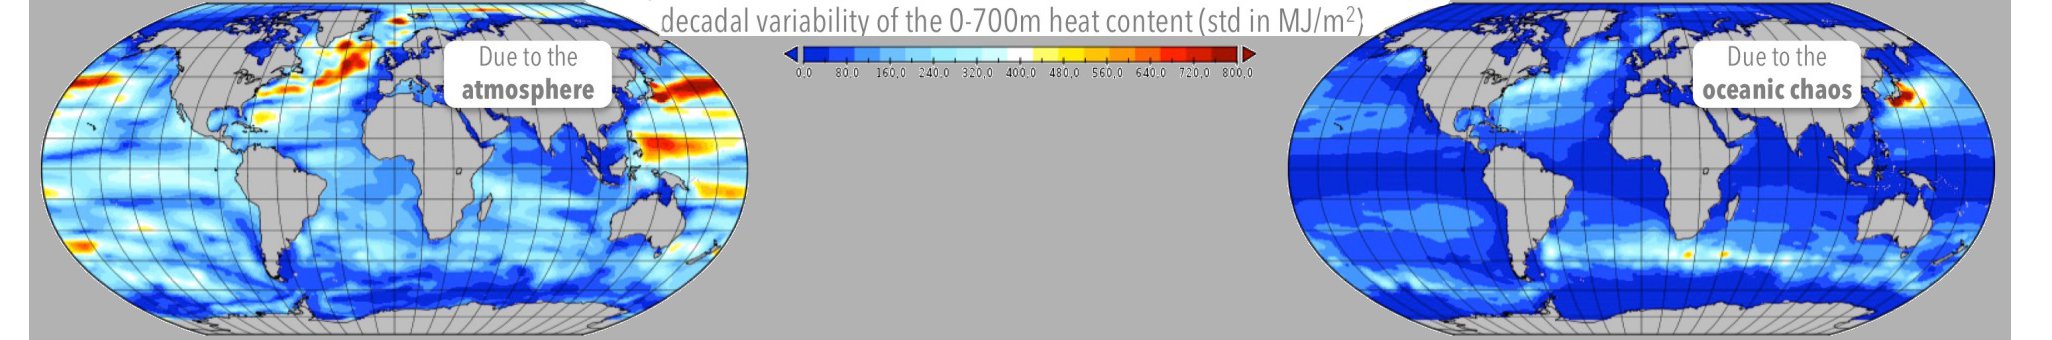 decadal variability of the 0-700m heat content (std in MJ/m²)
Due to the
atmosphere
0,0 80,0 160,0 240,0 320,0 400,0 480,0 560,0 640,0 720,0 800,0
Due to the
oceanic chaos